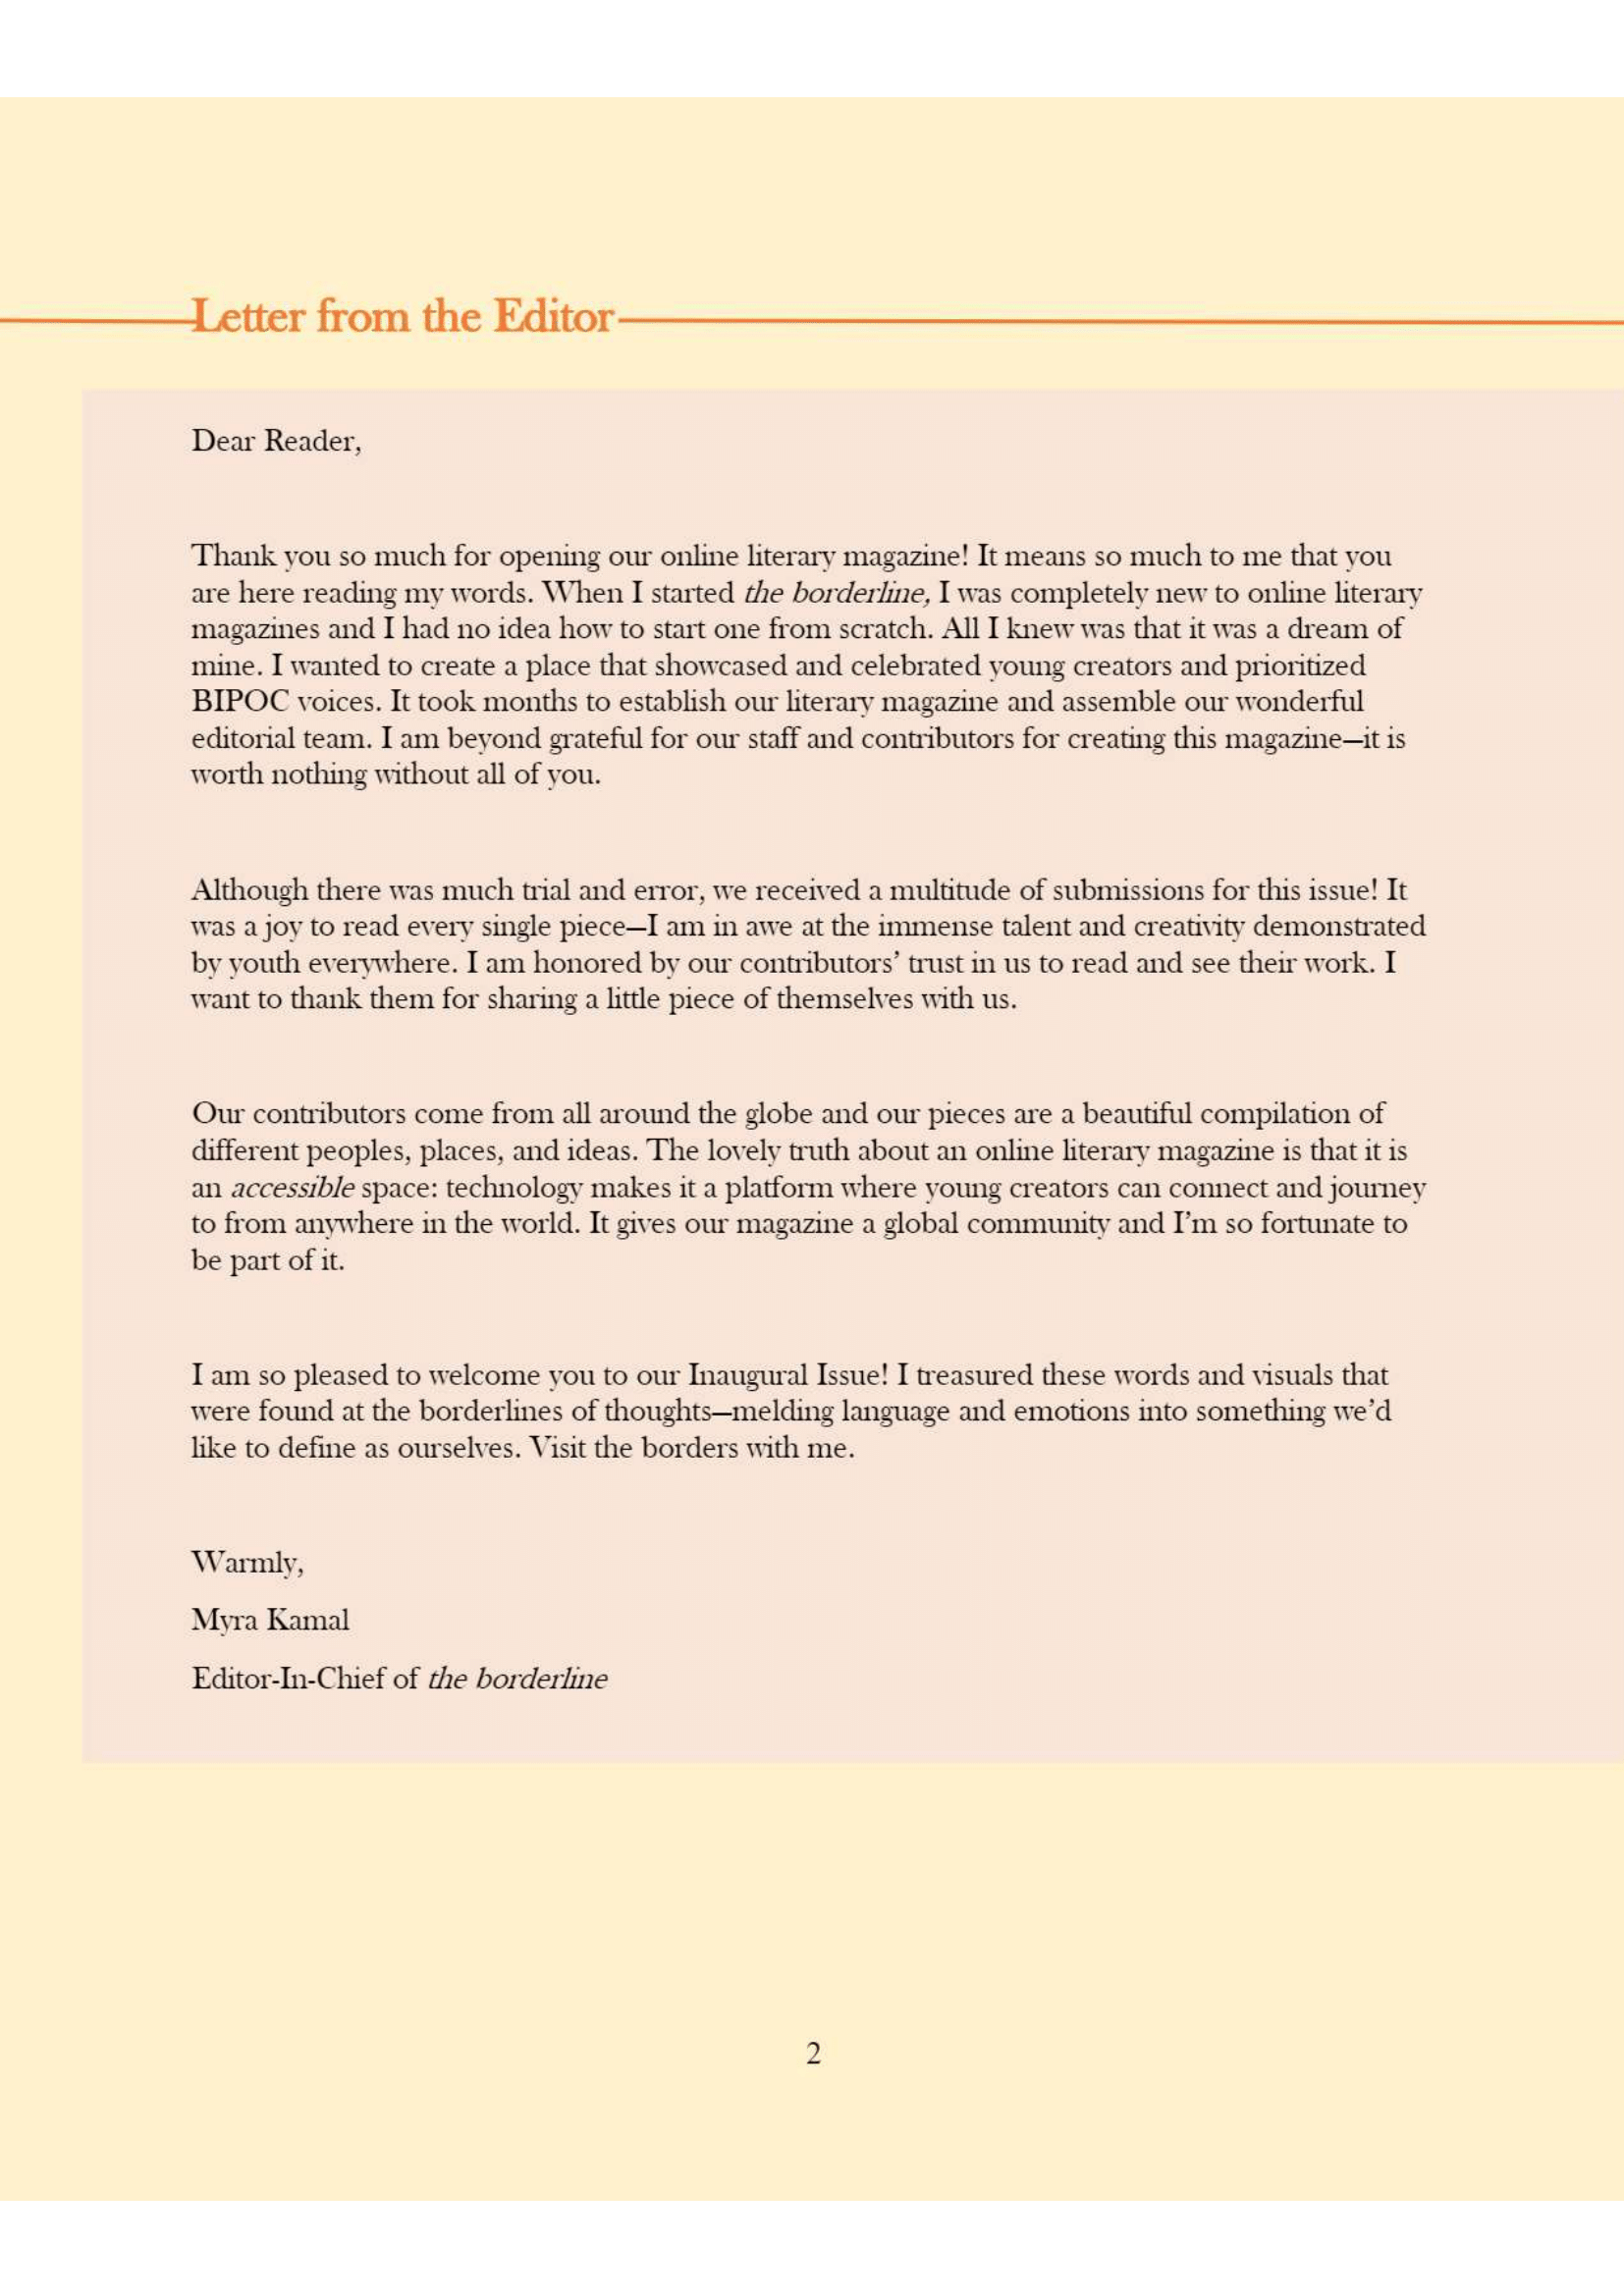 Letter from the Editor
Dear Reader,
Thank you so much for opening our online literary magazine! It means so much to me that you
are here reading my words. When I started the borderline, I was completely new to online literary
magazines and I had no idea how to start one from scratch. All I knew was that it was a dream of
mine. I wanted to create a place that showcased and celebrated young creators and prioritized
BIPOC voices. It took months to establish our literary magazine and assemble our wonderful
editorial team. I am beyond grateful for our staff and contributors for creating this magazine—it is
worth nothing without all of you.
Although there was much trial and error, we received a multitude of submissions for this issue! It
was a joy to read every single piece—I am in awe at the immense talent and creativity demonstrated
by youth everywhere. I am honored by our contributors’ trust in us to read and see their work. I
want to thank them for sharing a little piece of themselves with us.
Our contributors come from all around the globe and our pieces are a beautiful compilation of
different peoples, places, and ideas. The lovely truth about an online literary magazine is that it is
an accessible space: technology makes it a platform where young creators can connect and journey
to from anywhere in the world. It gives our magazine a global community and I’m so fortunate to
be part of it.
I am so pleased to welcome you to our Inaugural Issue! I treasured these words and visuals that
were found at the borderlines of thoughts—melding language and emotions into something we’d
like to define as ourselves. Visit the borders with me.
Warmly,
Myra Kamal
Editor-In-Chief of the borderline
2